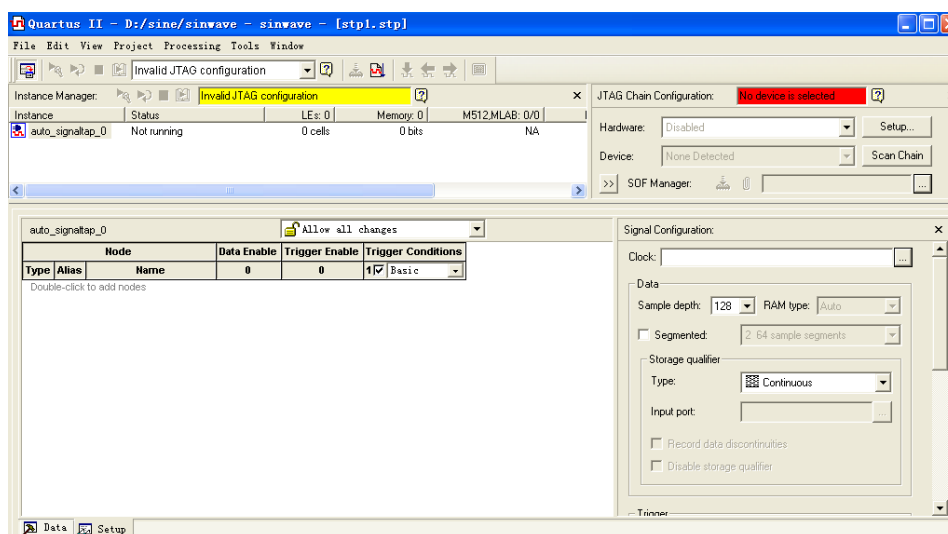 Quartus II - D:/sine/sinwave - sinwave - [stp1.stp]
File Edit View Project Processing Tools Window
Invalid JTAG configuration
Instance Manager: Invalid JTAG configuration
JTAG Chain Configuration: No device is selected
Instance Status LEs: 0 Memory: 0 M512,MLAB: 0/0
auto_signaltap_0 Not running 0 cells 0 bits NA
Hardware: Disabled Setup...
Device: None Detected Scan Chain
>> SOF Manager: ...
auto_signaltap_0 Allow all changes
Node Data Enable Trigger Enable Trigger Conditions
Type Alias Name 0 0 1 Basic
Double-click to add nodes
Signal Configuration:
Clock: ...
Data
Sample depth: 128 RAM type: Auto
Segmented: 2 64 sample segments
Storage qualifier
Type: Continuous
Input port: ...
Record data discontinuities
Disable storage qualifier
Trigger
Data Setup